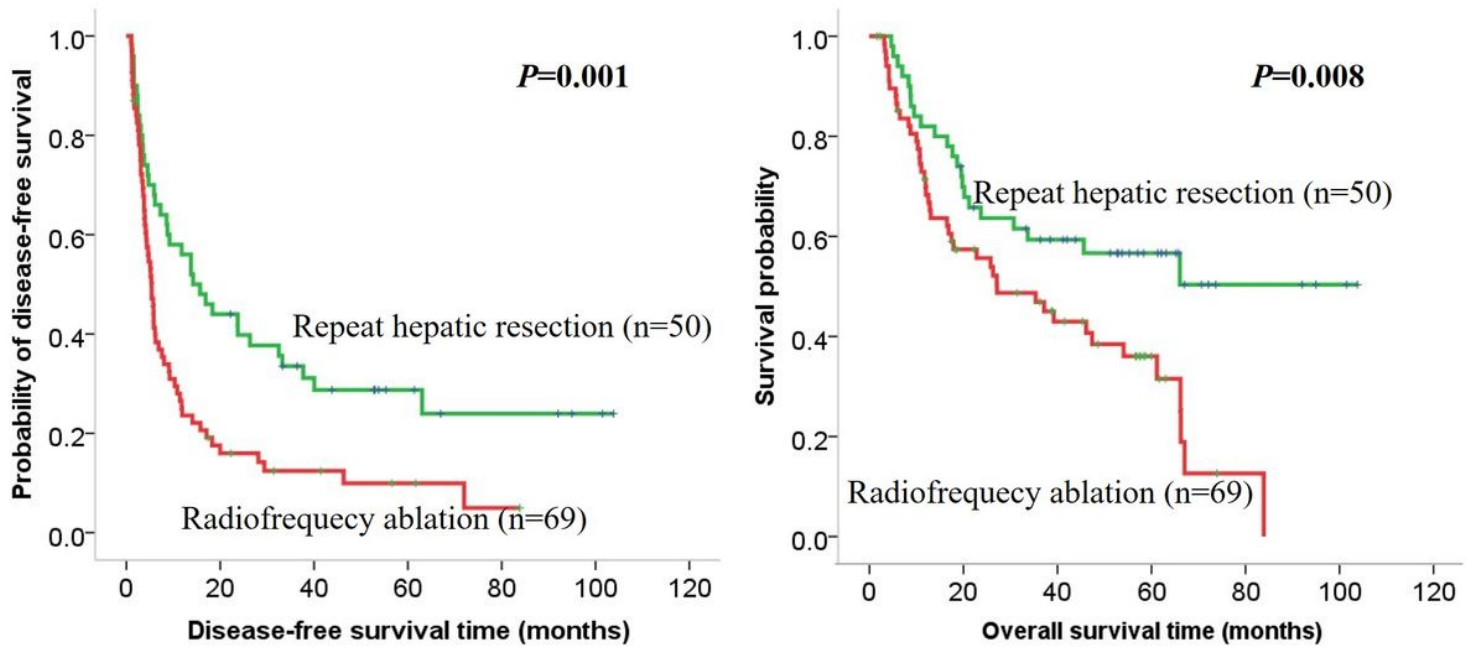 Probability of disease-free survival
1.0
0.8
0.6
0.4
0.2
0.0
P=0.001
Repeat hepatic resection (n=50)
Radiofrequecy ablation (n=69)
0 20 40 60 80 100 120
Disease-free survival time (months)
Survival probability
1.0
0.8
0.6
0.4
0.2
0.0
P=0.008
Repeat hepatic resection (n=50)
Radiofrequecy ablation (n=69)
0 20 40 60 80 100 120
Overall survival time (months)